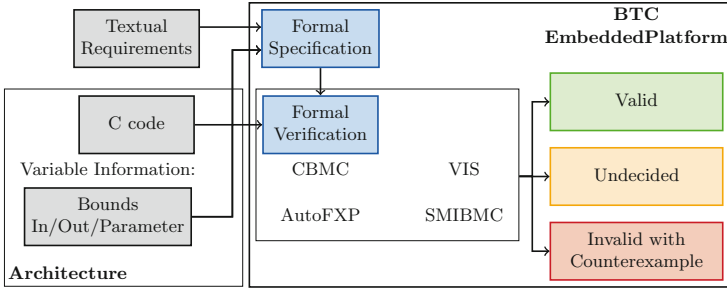 Textual
Requirements
Formal
Specification
BTC
EmbeddedPlatform
C code
Formal
Verification
Valid
Variable Information:
CBMC
VIS
Undecided
Bounds
In/Out/Parameter
AutoFXP
SMIBMC
Invalid with
Counterexample
Architecture